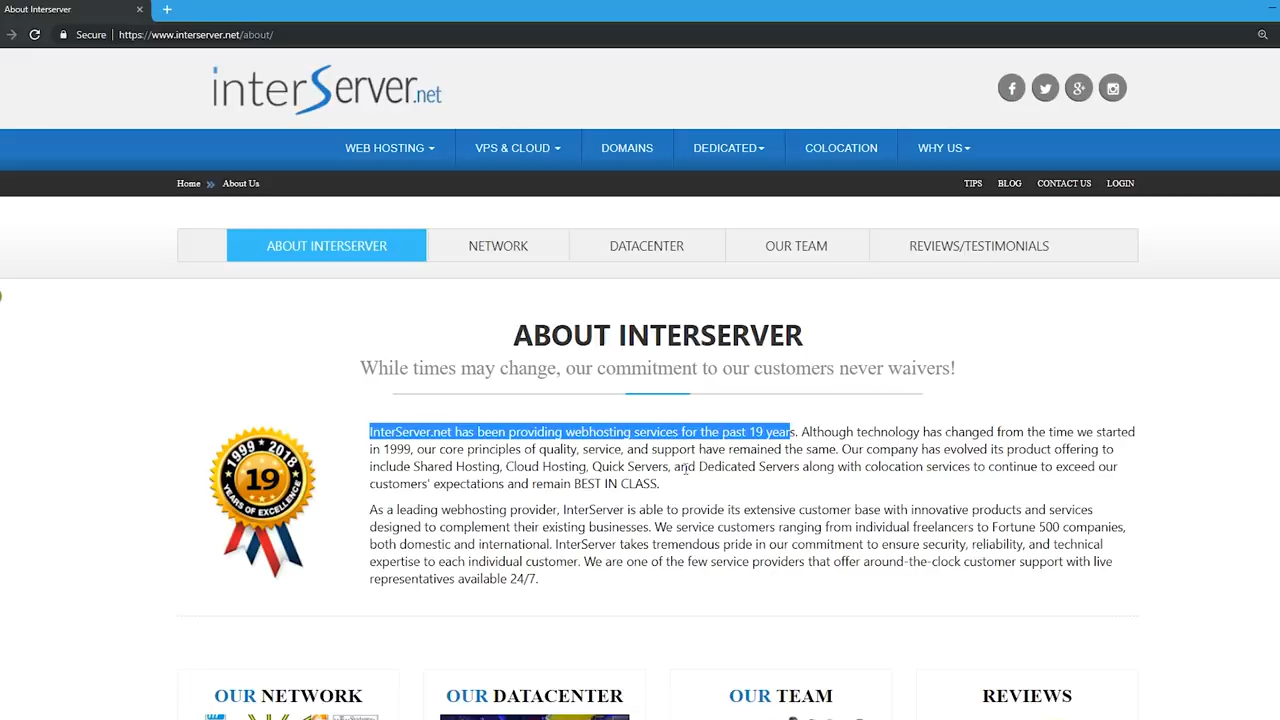 About Interserver
Secure | https://www.interserver.net/about/
interServer.net
WEB HOSTING VPS & CLOUD DOMAINS DEDICATED COLOCATION WHY US
Home About Us TIPS BLOG CONTACT US LOGIN
ABOUT INTERSERVER NETWORK DATACENTER OUR TEAM REVIEWS/TESTIMONIALS
ABOUT INTERSERVER
While times may change, our commitment to our customers never waivers!
1999-2018
19
YEARS OF EXCELLENCE
InterServer.net has been providing webhosting services for the past 19 years. Although technology has changed from the time we started
in 1999, our core principles of quality, service, and support have remained the same. Our company has evolved its product offering to
include Shared Hosting, Cloud Hosting, Quick Servers, and Dedicated Servers along with colocation services to continue to exceed our
customers' expectations and remain BEST IN CLASS.
As a leading webhosting provider, InterServer is able to provide its extensive customer base with innovative products and services
designed to complement their existing businesses. We service customers ranging from individual freelancers to Fortune 500 companies,
both domestic and international. InterServer takes tremendous pride in our commitment to ensure security, reliability, and technical
expertise to each individual customer. We are one of the few service providers that offer around-the-clock customer support with live
representatives available 24/7.
OUR NETWORK OUR DATACENTER OUR TEAM REVIEWS